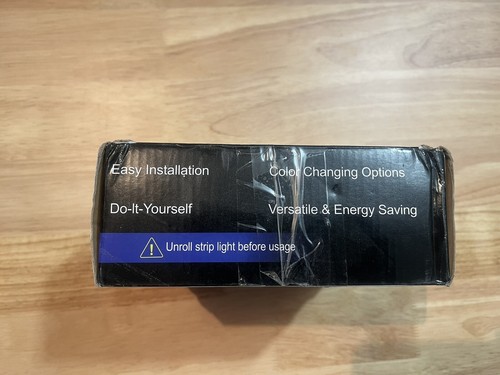 Easy Installation
Color Changing Options
Do-It-Yourself
Versatile & Energy Saving
Unroll strip light before usage